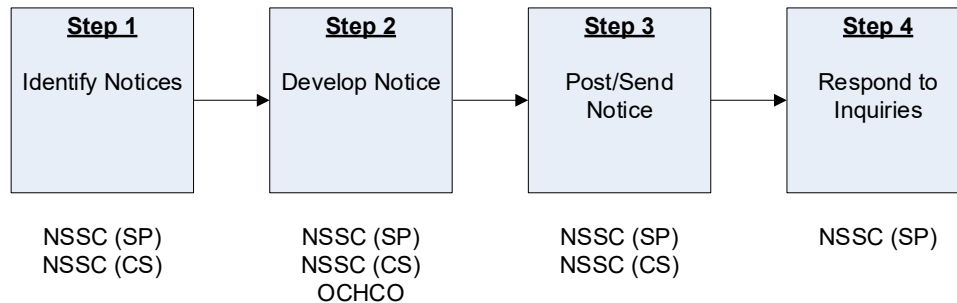 Step 1
Identify Notices
NSSC (SP)
NSSC (CS)
Step 2
Develop Notice
NSSC (SP)
NSSC (CS)
OCHCO
Step 3
Post/Send
Notice
NSSC (SP)
NSSC (CS)
Step 4
Respond to
Inquiries
NSSC (SP)